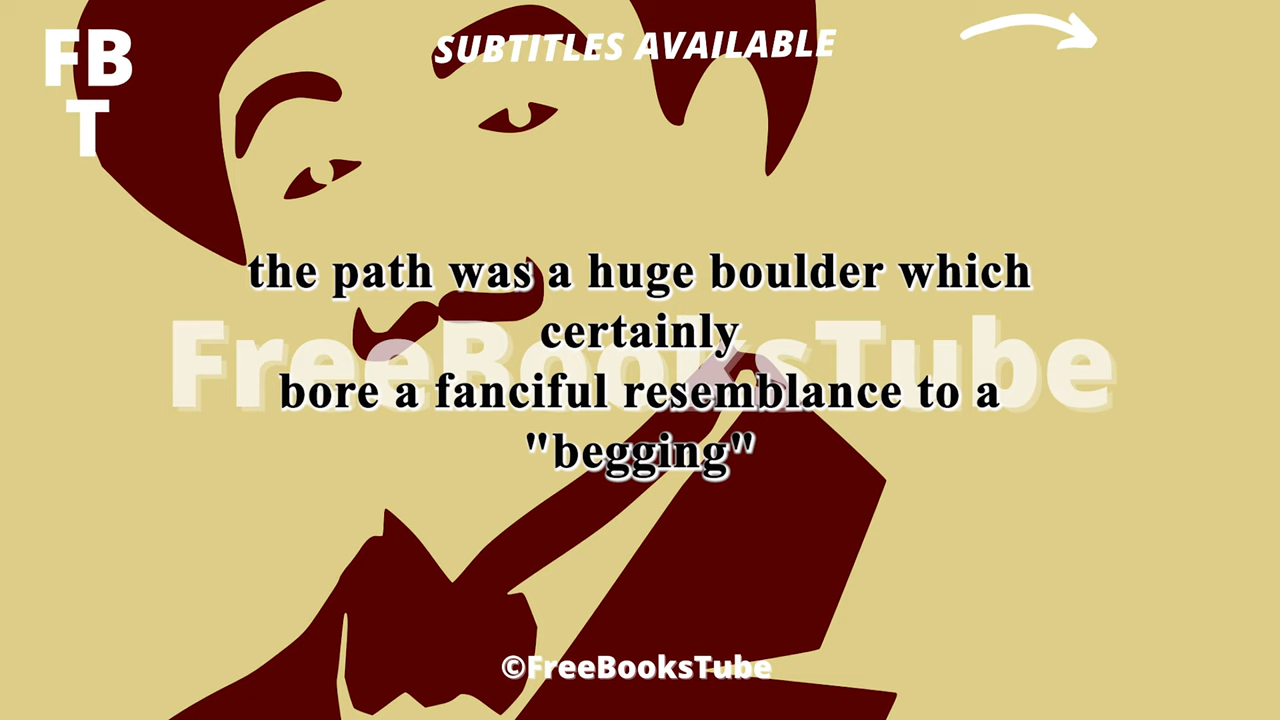 FB
T
SUBTITLES AVAILABLE
the path was a huge boulder which
certainly
FreeBooksTube
bore a fanciful resemblance to a
"begging"
©FreeBooksTube